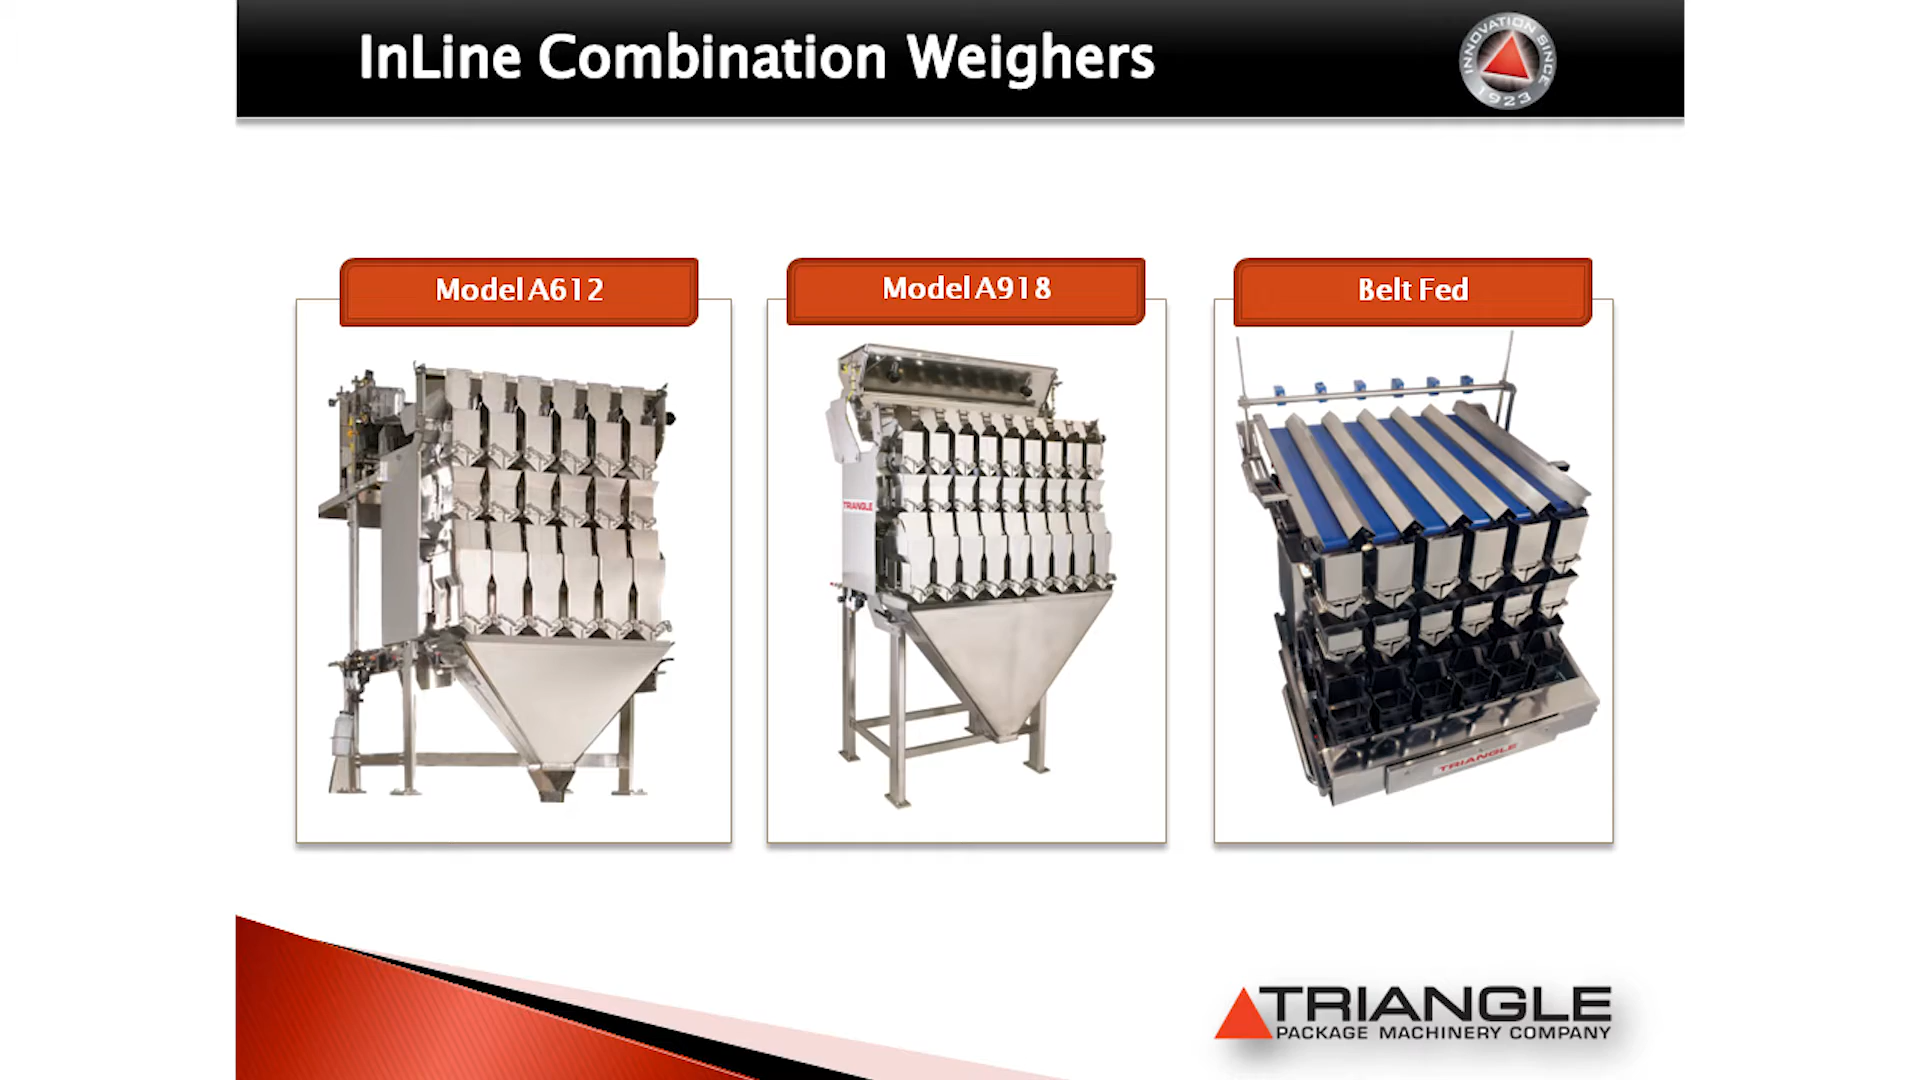 InLine Combination Weighers
INNOVATION SINCE
1923
Model A612
Model A918
Belt Fed
TRIANGLE
TRIANGLE
TRIANGLE
PACKAGE MACHINERY COMPANY